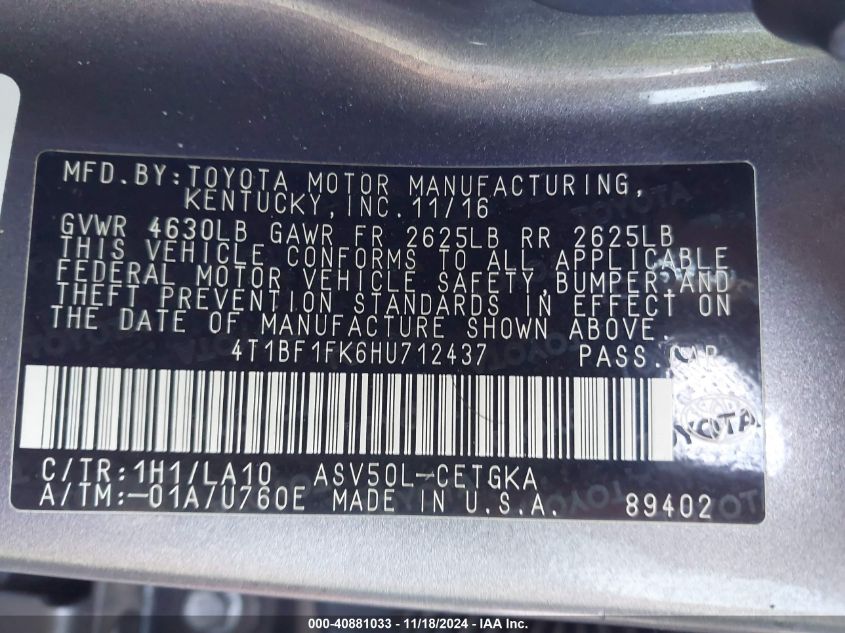 MFD.BY:TOYOTA MOTOR MANUFACTURING,
KENTUCKY,INC.11/16
GVWR 4630LB GAWR FR 2625LB RR 2625LB
THIS VEHICLE CONFORMS TO ALL APPLICABLE
FEDERAL MOTOR VEHICLE SAFETY,BUMPER,AND
THEFT PREVENTION STANDARDS IN EFFECT ON
THE DATE OF MANUFACTURE SHOWN ABOVE.
4T1BF1FK6HU712437 PASS.CAR
TOYOTA
C/TR:1H1/LA10 ASV50L-CETGKA
A/TM:-01A/U760E MADE IN U.S.A. 89402
000-40881033 - 11/18/2024 - IAA Inc.